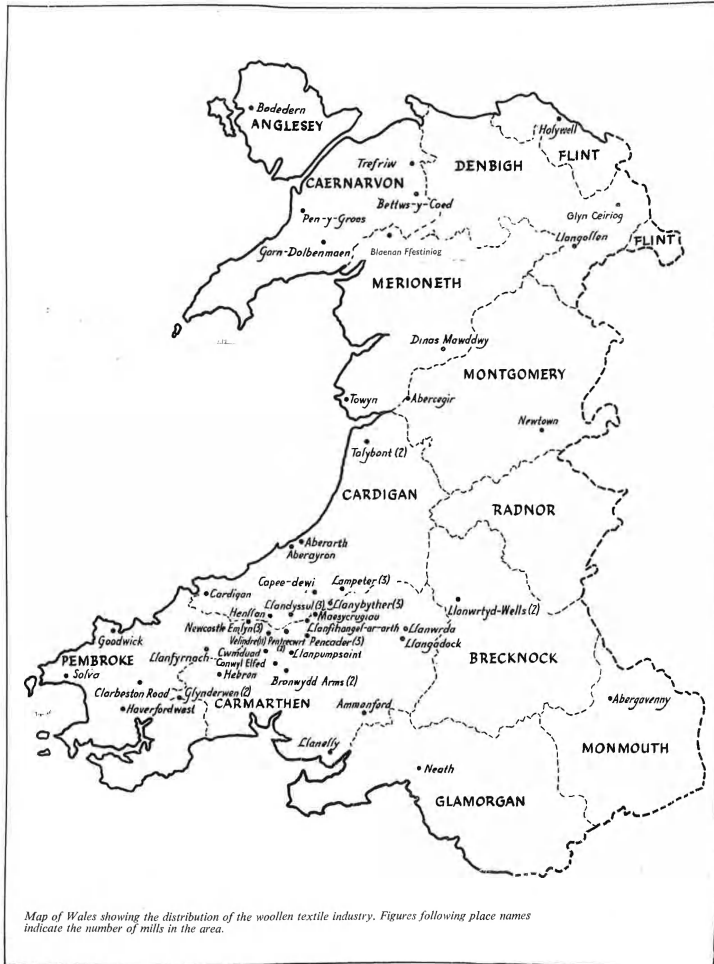 Bodedern
ANGLESEY
Holywell
FLINT
Trefriw
DENBIGH
CAERNARVON
Bettws-y-Coed
Pen-y-Groes
Glyn Ceiriog
Garn-Dolbenmaen
Blaenan Ffestiniog
Llangollen
FLINT
MERIONETH
Dinas Mawddwy
MONTGOMERY
Towyn
Abercegir
Newtown
Talybont (2)
CARDIGAN
RADNOR
Aberarth
Aberayron
Capee-dewi
Lampeter (3)
Cardigan
Llandyssul (3)
Llanybyther (5)
Llanwrtyd-Wells (2)
Henllan
Maesycrugiau
Goodwick
Newcastle Emlyn (3)
Llanfihangel-ar-arth
Llanwrda
Pentrecwrt
(2)
Pencader (3)
Llangadock
PEMBROKE
Llanfyrnach
Cwmduad
Llanpumpsaint
BRECKNOCK
Solva
Conwyl Elfed
Hebron
Bronwydd Arms (2)
Clarbeston Road
Glynderwen (2)
CARMARTHEN
Ammanford
Abergavenny
Haverfordwest
Llanelly
MONMOUTH
Neath
GLAMORGAN
Map of Wales showing the distribution of the woollen textile industry. Figures following place names
indicate the number of mills in the area.